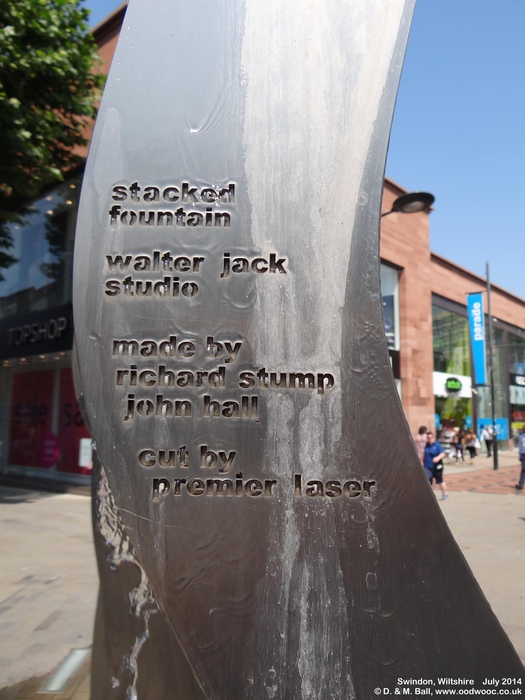 stacked
fountain
walter jack
studio
made by
richard stump
john hall
cut by
premier laser
TOPSHOP
sale
parade
Swindon, Wiltshire July 2014
© D. & M. Ball, www.oodwooc.co.uk